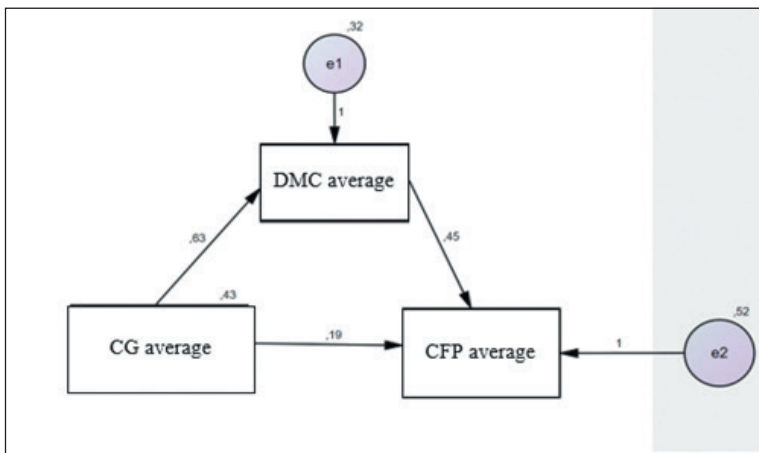 ,32
e1
1
DMC average
,63
,45
,43
CG average
,19
CFP average
1
,52
e2